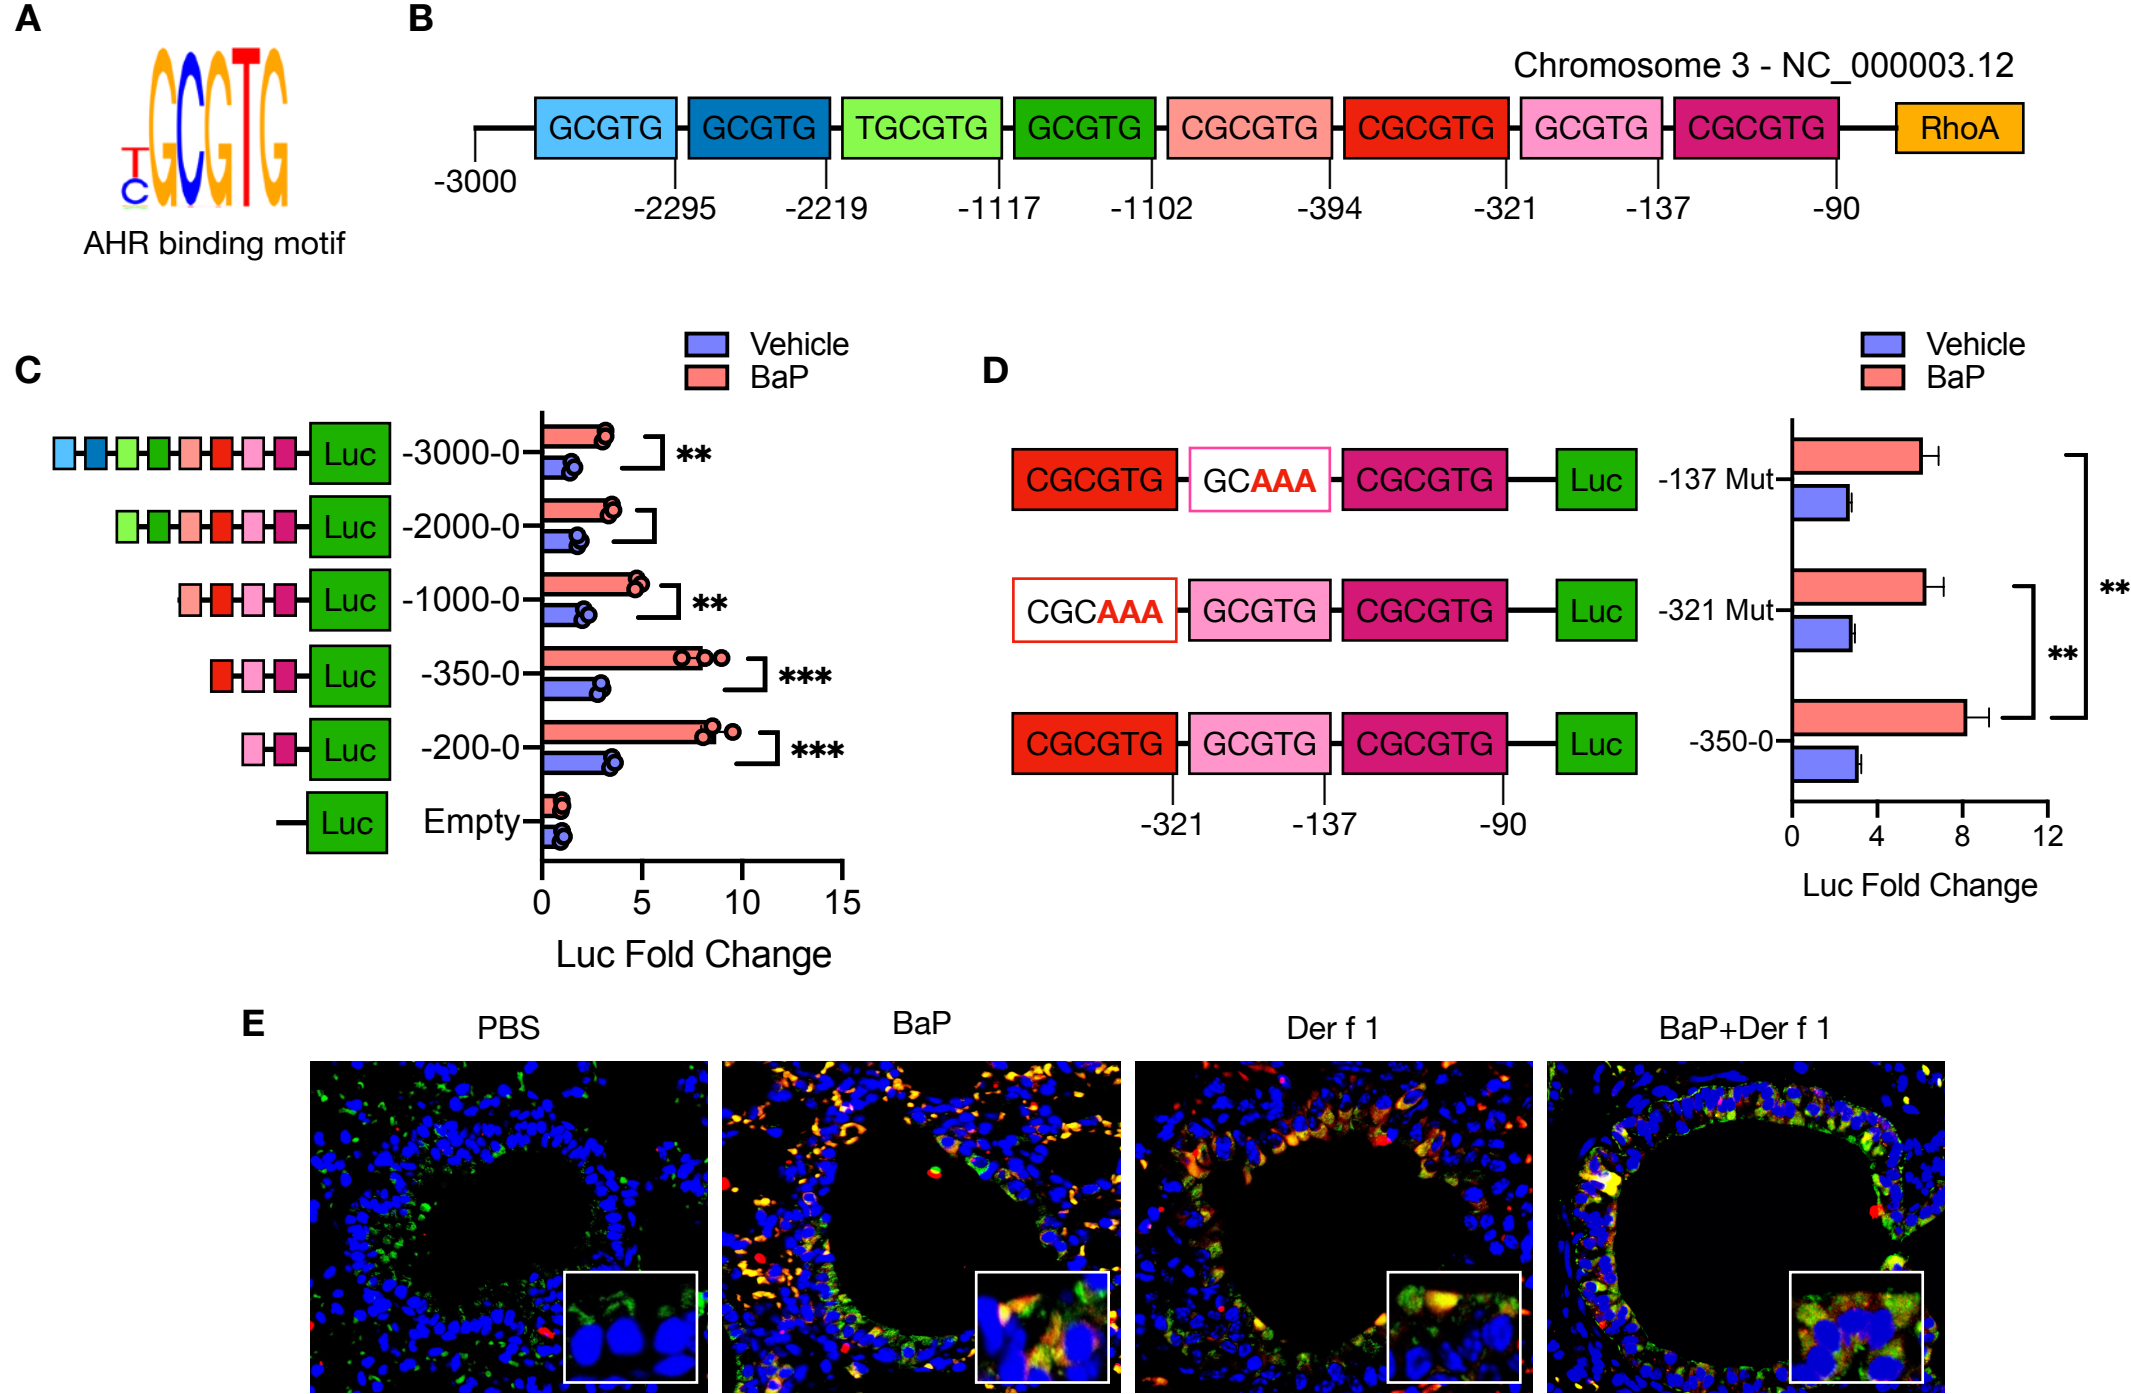 A
TCGCGTG
AHR binding motif
B
Chromosome 3 - NC_000003.12
GCGTG GCGTG TGCGTG GCGTG CGCGTG CGCGTG GCGTG CGCGTG RhoA
-3000
-2295 -2219 -1117 -1102 -394 -321 -137 -90
C
Vehicle
BaP
Luc -3000-0 **
Luc -2000-0
Luc -1000-0 **
Luc -350-0 ***
Luc -200-0 ***
Luc Empty
0 5 10 15
Luc Fold Change
D
Vehicle
BaP
CGCGTG GCAAA CGCGTG Luc -137 Mut
**
CGCAAA GCGTG CGCGTG Luc -321 Mut
**
CGCGTG GCGTG CGCGTG Luc -350-0
-321 -137 -90
0 4 8 12
Luc Fold Change
E
PBS BaP Der f 1 BaP+Der f 1